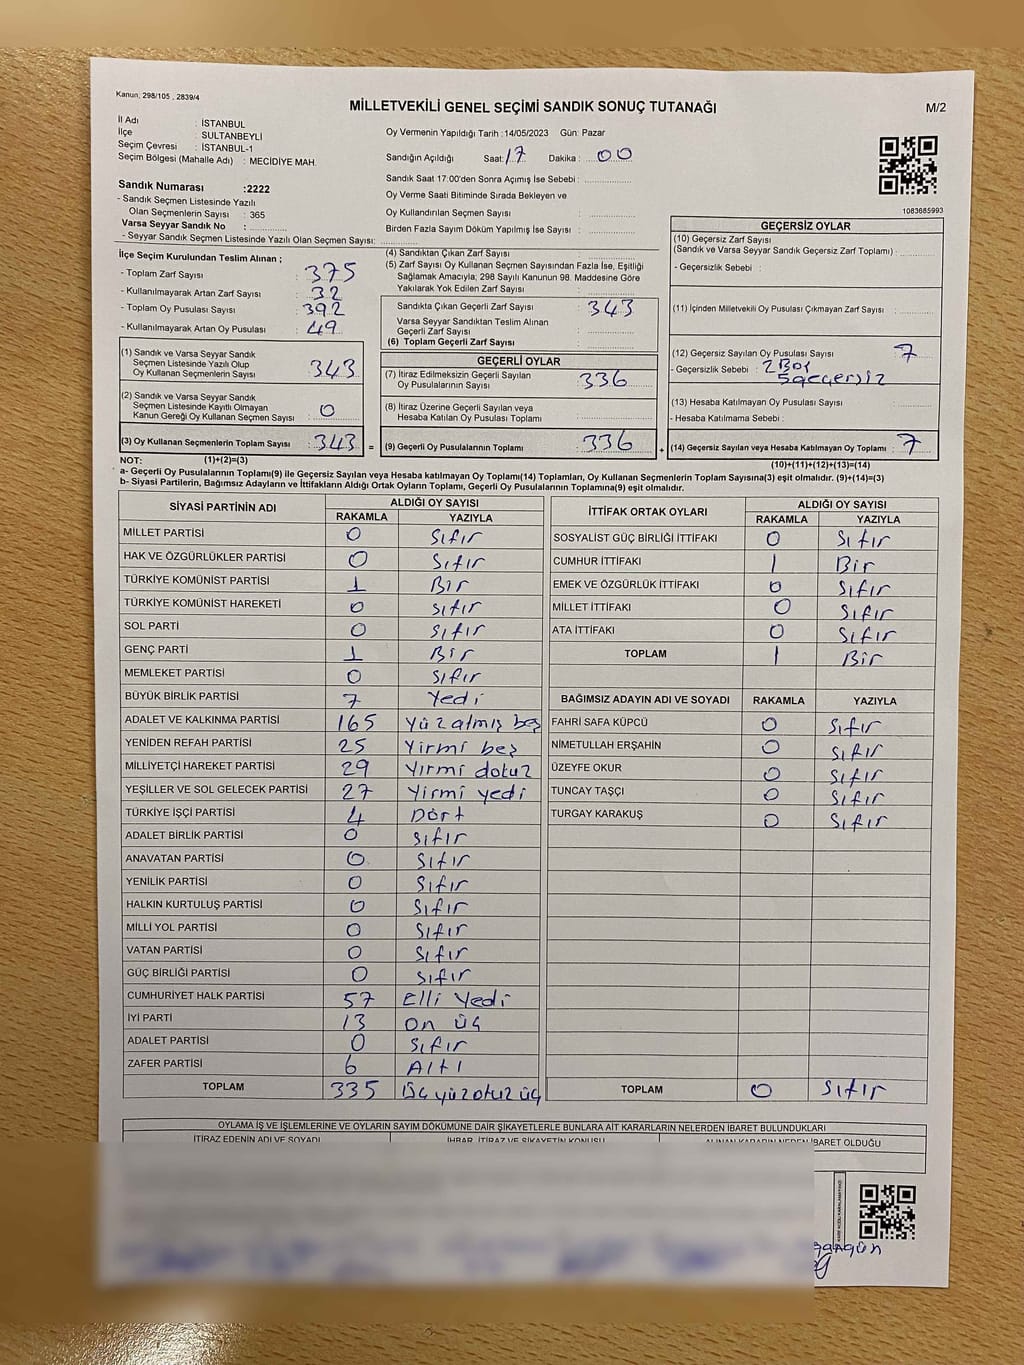 Kanun; 298/105 , 2839/4
MİLLETVEKİLİ GENEL SEÇİMİ SANDIK SONUÇ TUTANAĞI
M/2
İl Adı : İSTANBUL
İlçe : SULTANBEYLİ
Seçim Çevresi : İSTANBUL-1
Seçim Bölgesi (Mahalle Adı) : MECİDİYE MAH.
Sandık Numarası :2222
- Sandık Seçmen Listesinde Yazılı
Olan Seçmenlerin Sayısı : 365
Varsa Seyyar Sandık No :
- Seyyar Sandık Seçmen Listesinde Yazılı Olan Seçmen Sayısı:
Oy Vermenin Yapıldığı Tarih :14/05/2023 Gün: Pazar
Sandığın Açıldığı Saat: 17 Dakika : 00
Sandık Saat 17:00'den Sonra Açımış İse Sebebi :
Oy Verme Saati Bitiminde Sırada Bekleyen ve
Oy Kullandırılan Seçmen Sayısı :
Birden Fazla Sayım Döküm Yapılmış İse Sayısı :
1083685993
İlçe Seçim Kurulundan Teslim Alınan ;
- Toplam Zarf Sayısı : 375
- Kullanılmayarak Artan Zarf Sayısı : 32
- Toplam Oy Pusulası Sayısı : 392
- Kullanılmayarak Artan Oy Pusulası : 49
(1) Sandık ve Varsa Seyyar Sandık
Seçmen Listesinde Yazılı Olup
Oy Kullanan Seçmenlerin Sayısı : 343
(2) Sandık ve Varsa Seyyar Sandık
Seçmen Listesinde Kayıtlı Olmayan
Kanun Gereği Oy Kullanan Seçmen Sayısı : 0
(3) Oy Kullanan Seçmenlerin Toplam Sayısı : 343 =
(4) Sandıktan Çıkan Zarf Sayısı :
(5) Zarf Sayısı Oy Kullanan Seçmen Sayısından Fazla İse, Eşitliği
Sağlamak Amacıyla; 298 Sayılı Kanunun 98. Maddesine Göre
Yakılarak Yok Edilen Zarf Sayısı :
Sandıkta Çıkan Geçerli Zarf Sayısı : 343
Varsa Seyyar Sandıktan Teslim Alınan
Geçerli Zarf Sayısı :
(6) Toplam Geçerli Zarf Sayısı :
GEÇERLİ OYLAR
(7) İtiraz Edilmeksizin Geçerli Sayılan
Oy Pusulalarının Sayısı : 336
(8) İtiraz Üzerine Geçerli Sayılan veya
Hesaba Katılan Oy Pusulası Toplamı :
(9) Geçerli Oy Pusulalarının Toplamı : 336 +
GEÇERSİZ OYLAR
(10) Geçersiz Zarf Sayısı
(Sandık ve Varsa Seyyar Sandık Geçersiz Zarf Toplamı) :
- Geçersizlik Sebebi :
(11) İçinden Milletvekili Oy Pusulası Çıkmayan Zarf Sayısı :
(12) Geçersiz Sayılan Oy Pusulası Sayısı : 7
- Geçersizlik Sebebi : 2 Boş
5 geçersiz
(13) Hesaba Katılmayan Oy Pusulası Sayısı :
- Hesaba Katılmama Sebebi :
(14) Geçersiz Sayılan veya Hesaba Katılmayan Oy Toplamı : 7
NOT: (1)+(2)=(3) (10)+(11)+(12)+(13)=(14)
a- Geçerli Oy Pusulalarının Toplamı(9) ile Geçersiz Sayılan veya Hesaba katılmayan Oy Toplamı(14) Toplamları, Oy Kullanan Seçmenlerin Toplam Sayısına(3) eşit olmalıdır. (9)+(14)=(3)
b- Siyasi Partilerin, Bağımsız Adayların ve İttifakların Aldığı Ortak Oyların Toplamı, Geçerli Oy Pusulalarının Toplamına(9) eşit olmalıdır.
SİYASİ PARTİNİN ADI ALDIĞI OY SAYISI
RAKAMLA YAZIYLA
MİLLET PARTİSİ 0 Sıfır
HAK VE ÖZGÜRLÜKLER PARTİSİ 0 Sıfır
TÜRKİYE KOMÜNİST PARTİSİ 1 Bir
TÜRKİYE KOMÜNİST HAREKETİ 0 sıfır
SOL PARTİ 0 sıfır
GENÇ PARTİ 1 Bir
MEMLEKET PARTİSİ 0 sıfır
BÜYÜK BİRLİK PARTİSİ 7 Yedi
ADALET VE KALKINMA PARTİSİ 165 Yüz atmış beş
YENİDEN REFAH PARTİSİ 25 Yirmi beş
MİLLİYETÇİ HAREKET PARTİSİ 29 Yırmi dokuz
YEŞİLLER VE SOL GELECEK PARTİSİ 27 Yirmi yedi
TÜRKİYE İŞÇİ PARTİSİ 4 Dört
ADALET BİRLİK PARTİSİ 0 sıfır
ANAVATAN PARTİSİ 0 Sıfır
YENİLİK PARTİSİ 0 Sıfır
HALKIN KURTULUŞ PARTİSİ 0 Sıfır
MİLLİ YOL PARTİSİ 0 Sıfır
VATAN PARTİSİ 0 Sıfır
GÜÇ BİRLİĞİ PARTİSİ 0 sıfır
CUMHURİYET HALK PARTİSİ 57 Elli Yedi
İYİ PARTİ 13 on üç
ADALET PARTİSİ 0 Sıfır
ZAFER PARTİSİ 6 Altı
TOPLAM 335 üç yüz otuz üç
İTTİFAK ORTAK OYLARI ALDIĞI OY SAYISI
RAKAMLA YAZIYLA
SOSYALİST GÜÇ BİRLİĞİ İTTİFAKI 0 Sıfır
CUMHUR İTTİFAKI 1 Bir
EMEK VE ÖZGÜRLÜK İTTİFAKI 0 Sıfır
MİLLET İTTİFAKI 0 Sıfır
ATA İTTİFAKI 0 Sıfır
TOPLAM 1 Bir
BAĞIMSIZ ADAYIN ADI VE SOYADI RAKAMLA YAZIYLA
FAHRİ SAFA KÜPCÜ 0 Sıfır
NİMETULLAH ERŞAHİN 0 Sıfır
ÜZEYFE OKUR 0 Sıfır
TUNCAY TAŞÇI 0 Sıfır
TURGAY KARAKUŞ 0 Sıfır
TOPLAM 0 Sıfır
OYLAMA İŞ VE İŞLEMLERİNE VE OYLARIN SAYIM DÖKÜMÜNE DAİR ŞİKAYETLERLE BUNLARA AİT KARARLARIN NELERDEN İBARET BULUNDUKLARI
İTİRAZ EDENİN ADI VE SOYADI İHBAR, İTİRAZ VE ŞİKAYETİN KONUSU ALINAN KARARIN NEDEN İBARET OLDUĞU